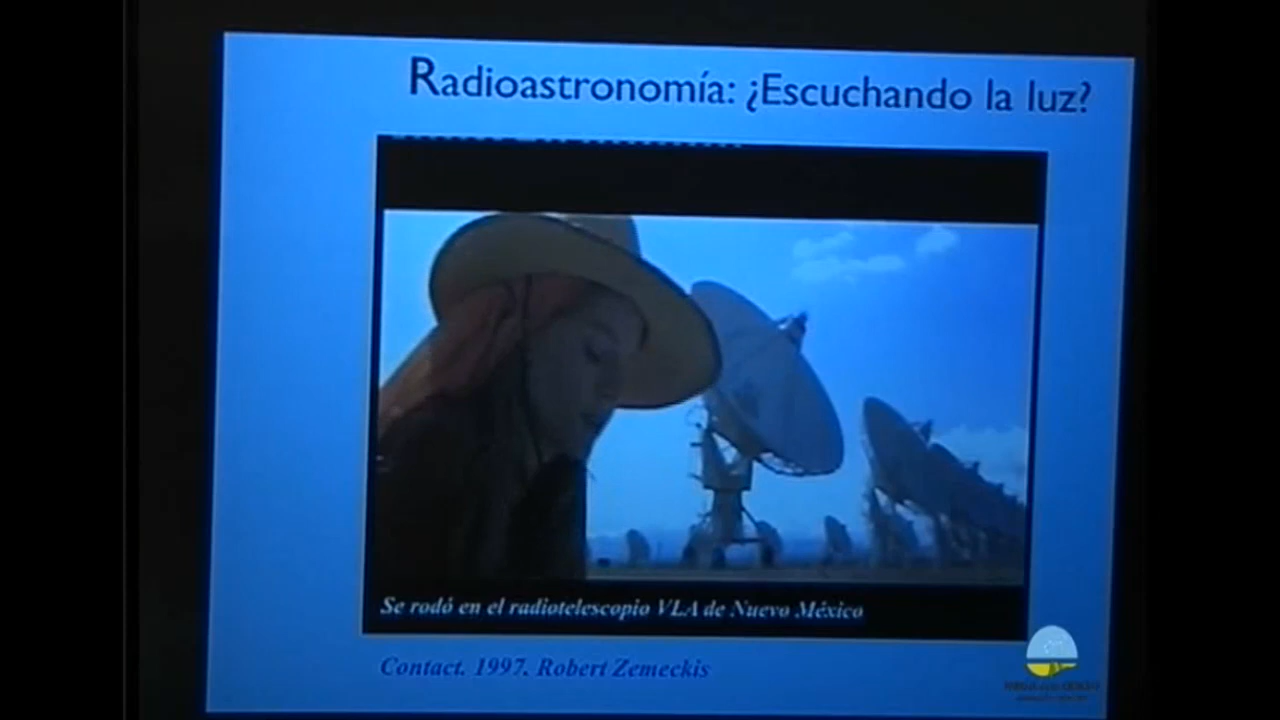 Radioastronomía: ¿Escuchando la luz?
Se rodó en el radiotelescopio VLA de Nuevo México
Contact. 1997. Robert Zemeckis